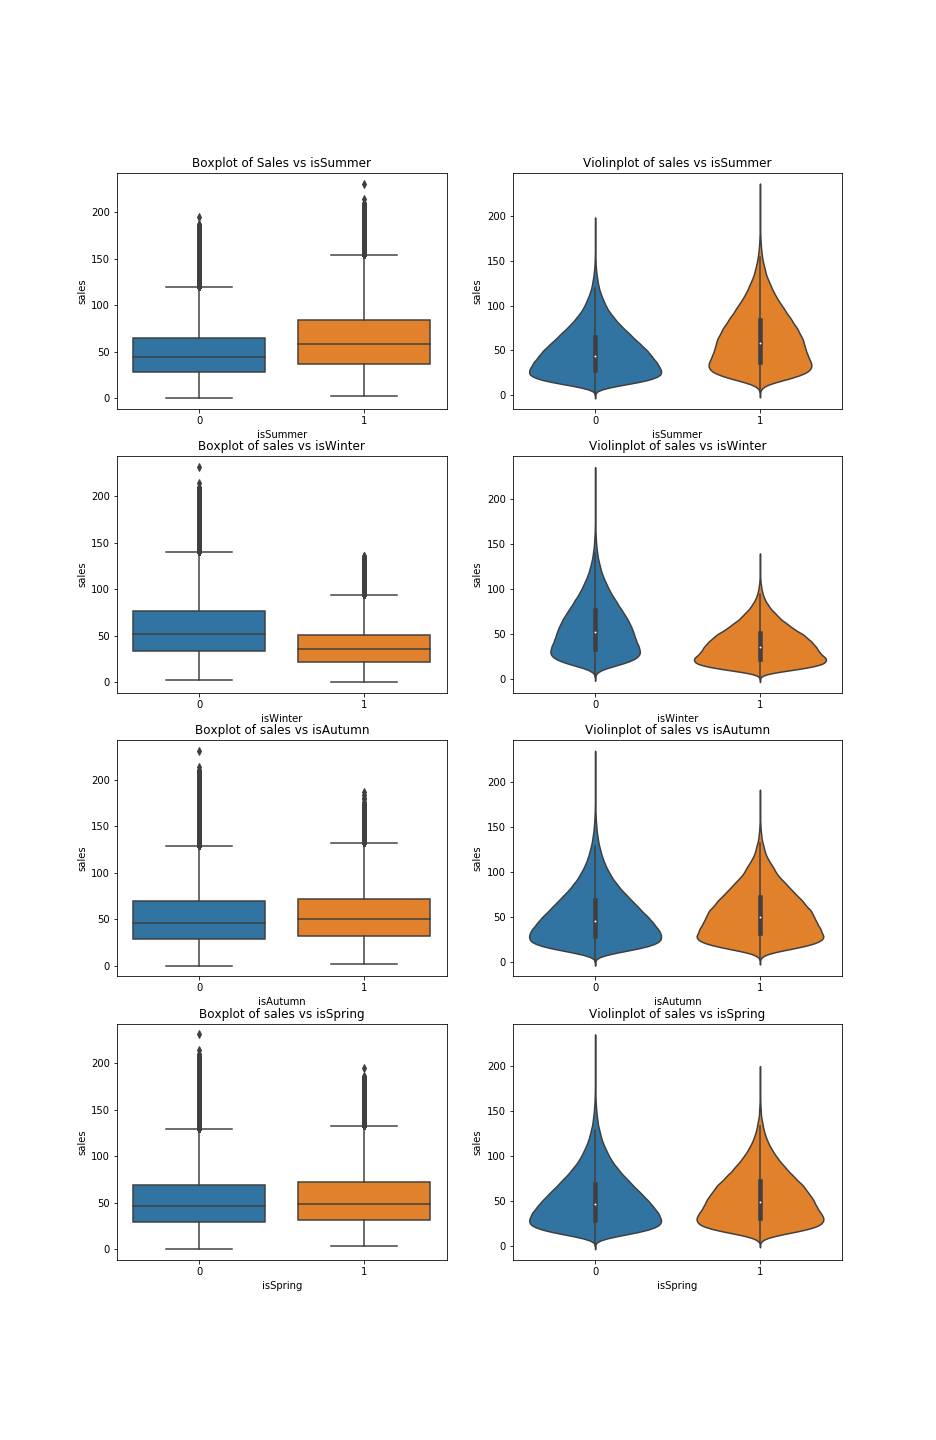 Boxplot of Sales vs isSummer
Violinplot of sales vs isSummer
200
150
100
50
0
sales
0
1
isSummer
200
150
100
50
0
sales
0
1
isSummer
Boxplot of sales vs isWinter
Violinplot of sales vs isWinter
200
150
100
50
0
sales
0
1
isWinter
200
150
100
50
0
sales
0
1
isWinter
Boxplot of sales vs isAutumn
Violinplot of sales vs isAutumn
200
150
100
50
0
sales
0
1
isAutumn
200
150
100
50
0
sales
0
1
isAutumn
Boxplot of sales vs isSpring
Violinplot of sales vs isSpring
200
150
100
50
0
sales
0
1
isSpring
200
150
100
50
0
sales
0
1
isSpring